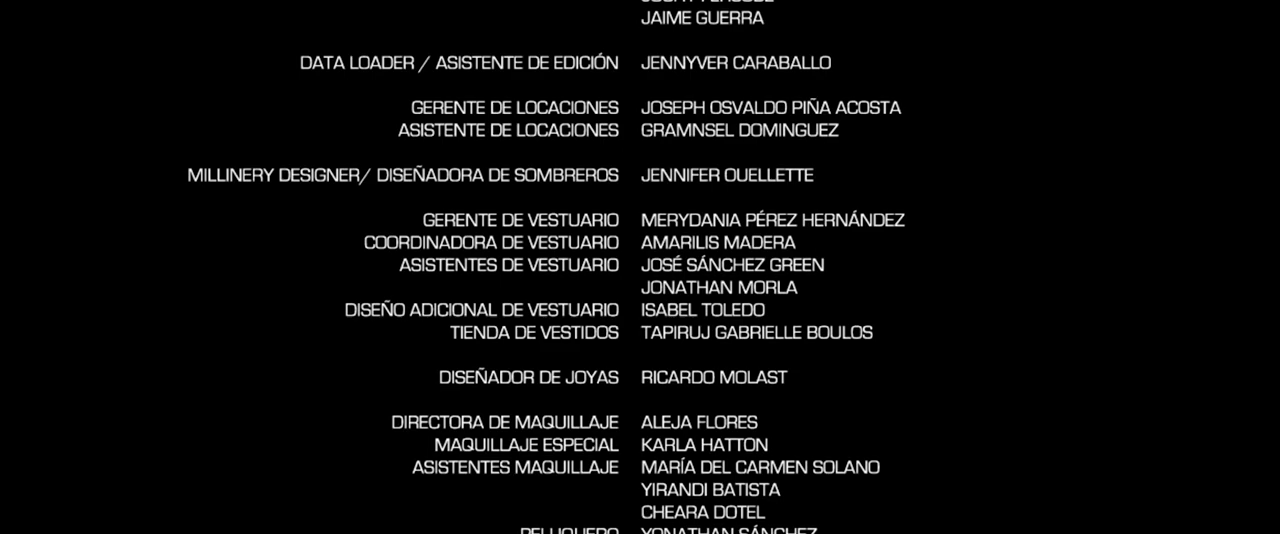 JAIME GUERRA
DATA LOADER / ASISTENTE DE EDICIÓN JENNYVER CARABALLO
GERENTE DE LOCACIONES JOSEPH OSVALDO PIÑA ACOSTA
ASISTENTE DE LOCACIONES GRAMNSEL DOMINGUEZ
MILLINERY DESIGNER/ DISEÑADORA DE SOMBREROS JENNIFER OUELLETTE
GERENTE DE VESTUARIO MERYDANIA PÉREZ HERNÁNDEZ
COORDINADORA DE VESTUARIO AMARILIS MADERA
ASISTENTES DE VESTUARIO JOSÉ SÁNCHEZ GREEN
JONATHAN MORLA
DISEÑO ADICIONAL DE VESTUARIO ISABEL TOLEDO
TIENDA DE VESTIDOS TAPIRUJ GABRIELLE BOULOS
DISEÑADOR DE JOYAS RICARDO MOLAST
DIRECTORA DE MAQUILLAJE ALEJA FLORES
MAQUILLAJE ESPECIAL KARLA HATTON
ASISTENTES MAQUILLAJE MARÍA DEL CARMEN SOLANO
YIRANDI BATISTA
CHEARA DOTEL
PELUQUERO YONATHAN SÁNCHEZ